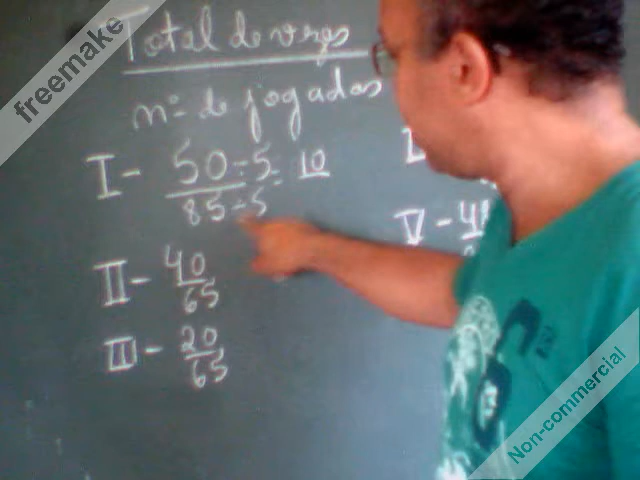 freemake
Total de vezes
nº de jogadas
I- 50÷5 = 10
85÷5
II- 40
65
III- 20
65
V-
Non-commercial